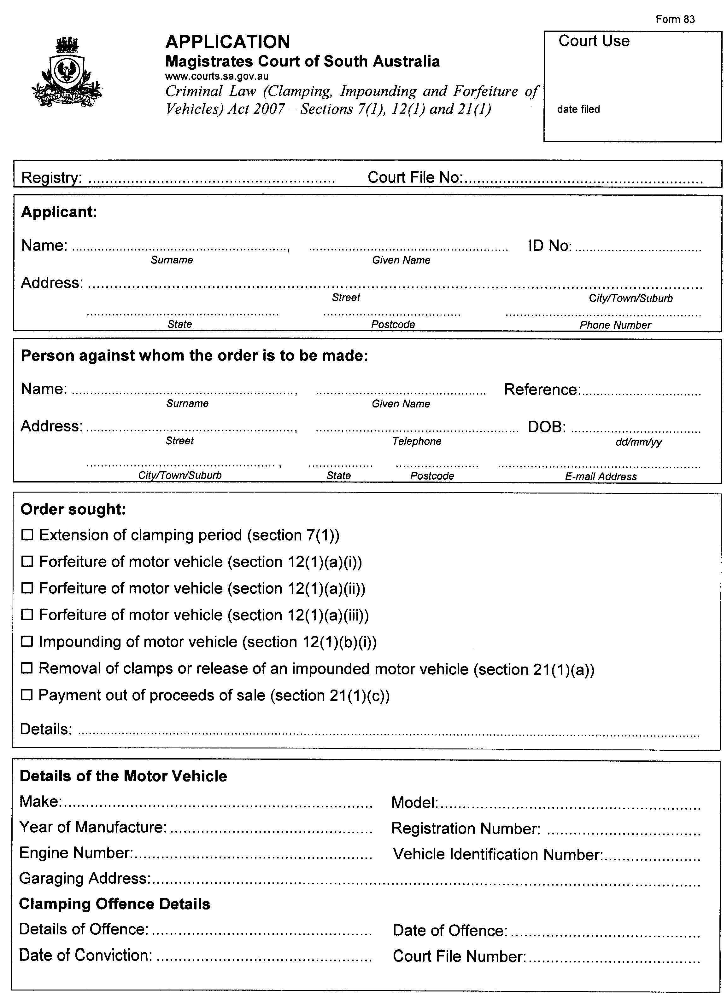 Form 83
APPLICATION
Magistrates Court of South Australia
www.courts.sa.gov.au
Criminal Law (Clamping, Impounding and Forfeiture of
Vehicles) Act 2007 – Sections 7(1), 12(1) and 21(1)
Court Use
date filed
SOUTH AUSTRALIA
Registry: ........................................ Court File No:........................................
Applicant:
Name: ........................................, ........................................ ID No: ..............................
Surname Given Name
Address: ................................................................................
Street City/Town/Suburb
........................................ .............................. ........................................
State Postcode Phone Number
Person against whom the order is to be made:
Name: ........................................, ........................................ Reference:..............................
Surname Given Name
Address: ........................................, ........................................ DOB: ..............................
Street Telephone dd/mm/yy
........................................, .................... .................... ........................................
City/Town/Suburb State Postcode E-mail Address
Order sought:
☐ Extension of clamping period (section 7(1))
☐ Forfeiture of motor vehicle (section 12(1)(a)(i))
☐ Forfeiture of motor vehicle (section 12(1)(a)(ii))
☐ Forfeiture of motor vehicle (section 12(1)(a)(iii))
☐ Impounding of motor vehicle (section 12(1)(b)(i))
☐ Removal of clamps or release of an impounded motor vehicle (section 21(1)(a))
☐ Payment out of proceeds of sale (section 21(1)(c))
Details: ................................................................................
Details of the Motor Vehicle
Make:........................................ Model:........................................
Year of Manufacture: .............................. Registration Number: ..............................
Engine Number:........................................ Vehicle Identification Number:....................
Garaging Address:................................................................................
Clamping Offence Details
Details of Offence: ........................................ Date of Offence: ........................................
Date of Conviction: ........................................ Court File Number:........................................